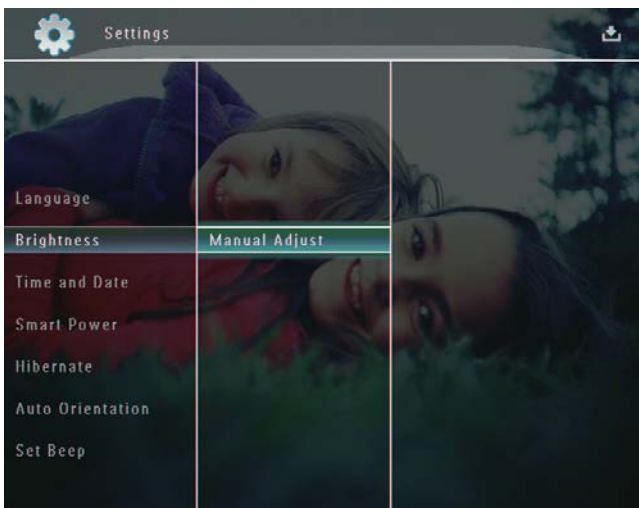 Settings
Language
Brightness
Manual Adjust
Time and Date
Smart Power
Hibernate
Auto Orientation
Set Beep